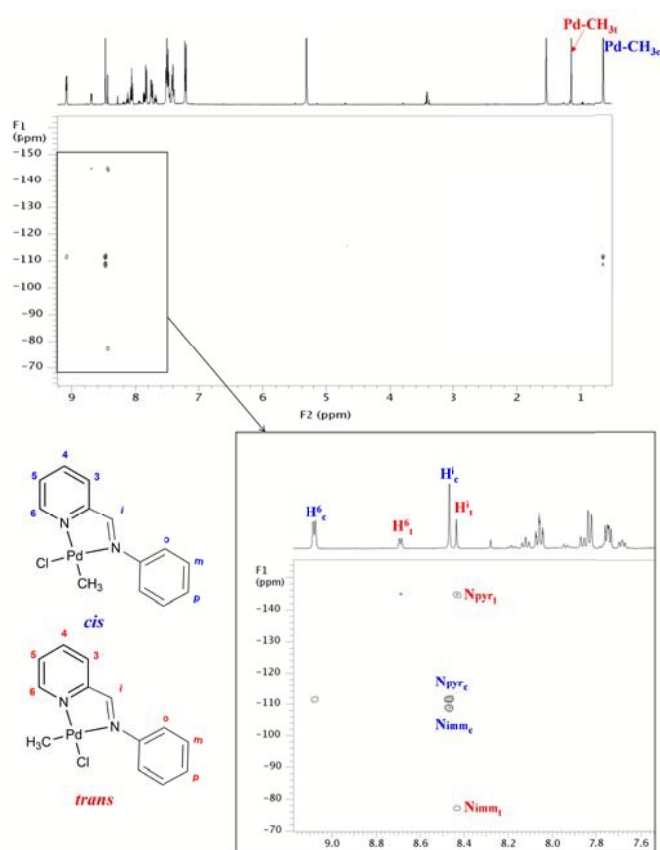 Pd-CH3t
Pd-CH3c
F1
(ppm)
-150
-140
-130
-120
-110
-100
-90
-80
-70
9
8
7
6
5
4
3
2
1
F2 (ppm)
4
5
3
6
i
N
N
o
Pd
m
Cl
CH3
p
cis
4
5
3
6
i
N
N
o
Pd
m
H3C
Cl
p
trans
Hic
H6c
H6t
Hit
F1
(ppm)
-140
-130
-120
-110
-100
-90
-80
-70
Npyrt
Npyrc
Nimmc
Nimmt
9.0
8.8
8.6
8.4
8.2
8.0
7.8
7.6